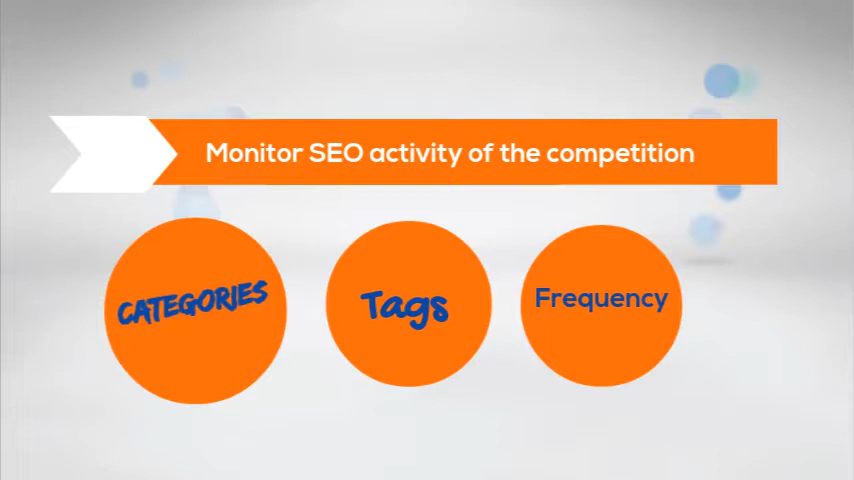 Monitor SEO activity of the competition
CATEGORIES
Tags
Frequency